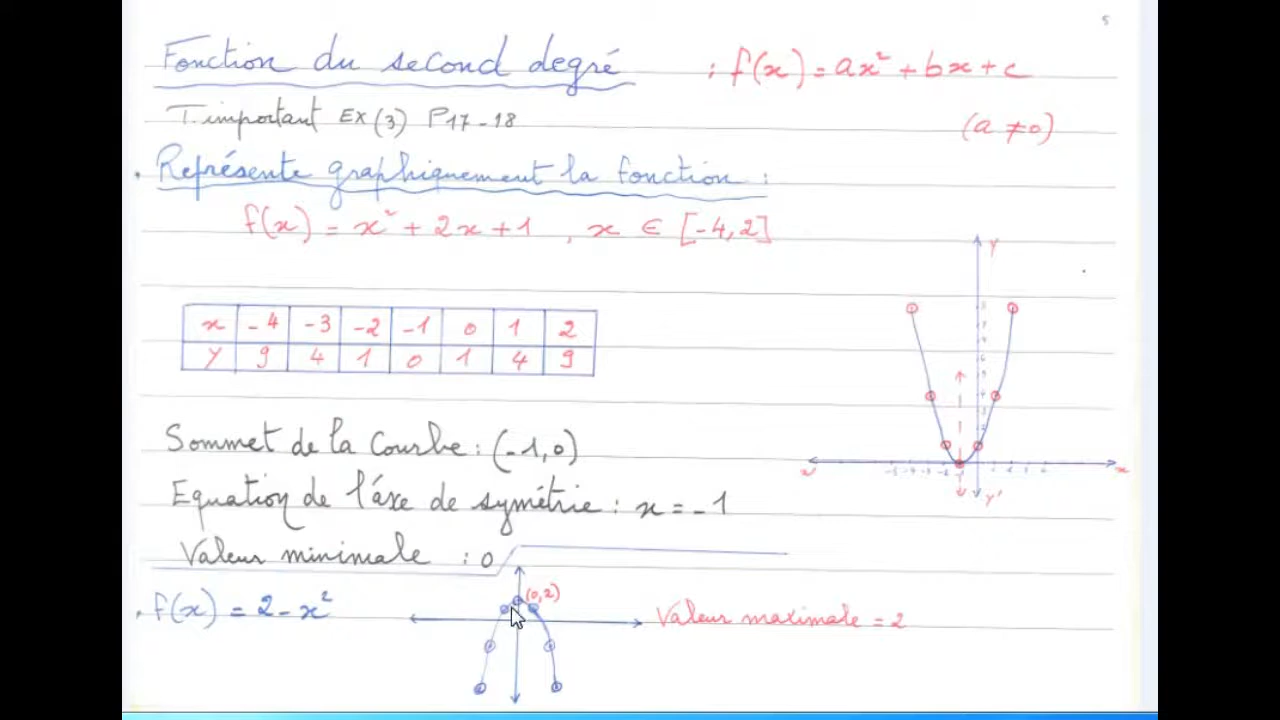 5
Fonction du second degré : f(x) = ax² + bx + c
T. important EX (3) P17-18 (a ≠ 0)
. Représente graphiquement la fonction :
f(x) = x² + 2x + 1 , x ∈ [-4, 2]
x -4 -3 -2 -1 0 1 2
y 9 4 1 0 1 4 9
Sommet de la Courbe : (-1, 0)
Equation de l'áxe de symétrie : x = -1
Valeur minimale : 0
. f(x) = 2 - x²
(0, 2)
Valeur maximale = 2
y
x' x
y'